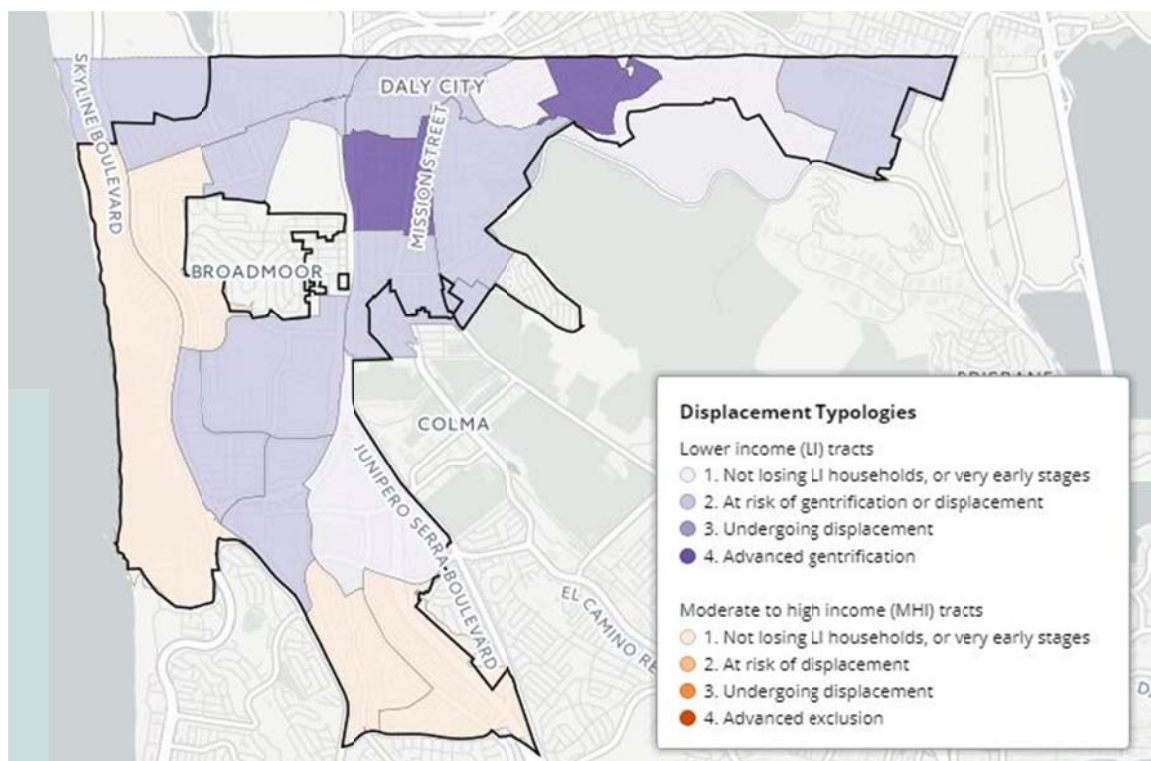 SKYLINE BOULEVARD
DALY CITY
MISSION STREET
BROADMOOR
COLMA
JUNIPERO SERRA BOULEVARD
EL CAMINO RE
BRISBANE
Displacement Typologies
Lower income (LI) tracts
1. Not losing LI households, or very early stages
2. At risk of gentrification or displacement
3. Undergoing displacement
4. Advanced gentrification
Moderate to high income (MHI) tracts
1. Not losing LI households, or very early stages
2. At risk of displacement
3. Undergoing displacement
4. Advanced exclusion